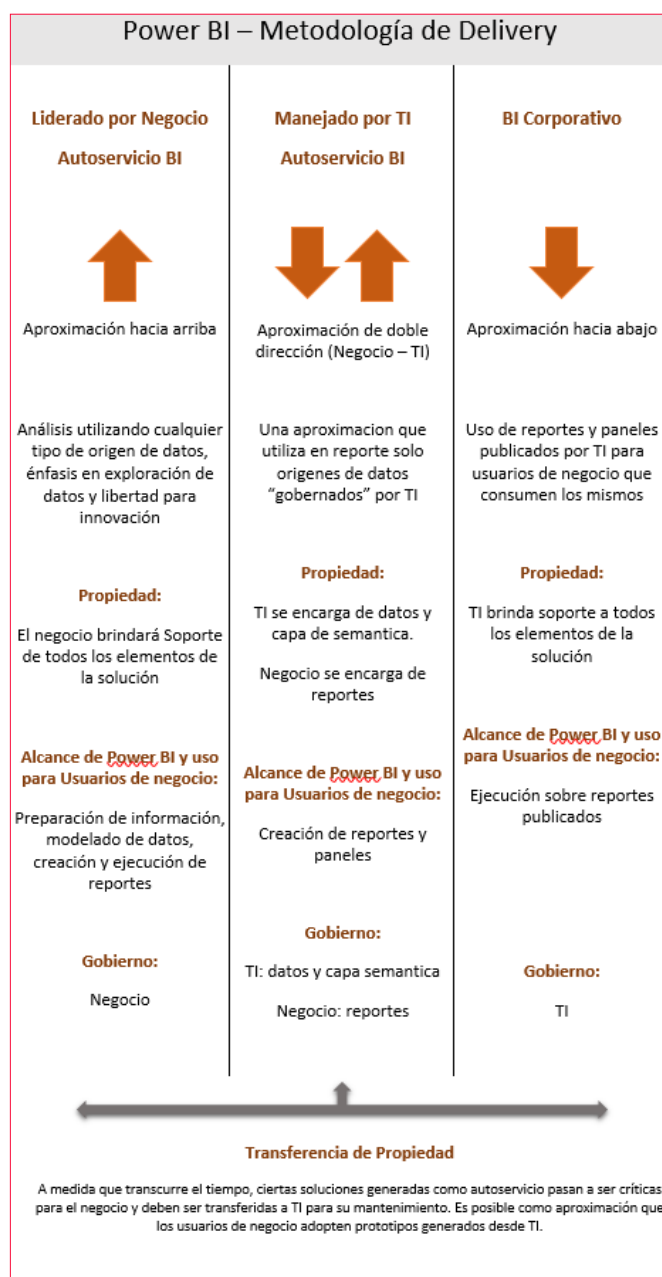 Power BI – Metodología de Delivery
Liderado por Negocio
Autoservicio BI
Aproximación hacia arriba
Análisis utilizando cualquier
tipo de origen de datos,
énfasis en exploración de
datos y libertad para
innovación
Propiedad:
El negocio brindará Soporte
de todos los elementos de
la solución
Alcance de Power BI y uso
para Usuarios de negocio:
Preparación de información,
modelado de datos,
creación y ejecución de
reportes
Gobierno:
Negocio
Manejado por TI
Autoservicio BI
Aproximación de doble
dirección (Negocio – TI)
Una aproximacion que
utiliza en reporte solo
origenes de datos
“gobernados” por TI
Propiedad:
TI se encarga de datos y
capa de semantica.
Negocio se encarga de
reportes
Alcance de Power BI y uso
para Usuarios de negocio:
Creación de reportes y
paneles
Gobierno:
TI: datos y capa semantica
Negocio: reportes
BI Corporativo
Aproximación hacia abajo
Uso de reportes y paneles
publicados por TI para
usuarios de negocio que
consumen los mismos
Propiedad:
TI brinda soporte a todos
los elementos de la
solución
Alcance de Power BI y uso
para Usuarios de negocio:
Ejecución sobre reportes
publicados
Gobierno:
TI
Transferencia de Propiedad
A medida que transcurre el tiempo, ciertas soluciones generadas como autoservicio pasan a ser críticas
para el negocio y deben ser transferidas a TI para su mantenimiento. Es posible como aproximación que
los usuarios de negocio adopten prototipos generados desde TI.